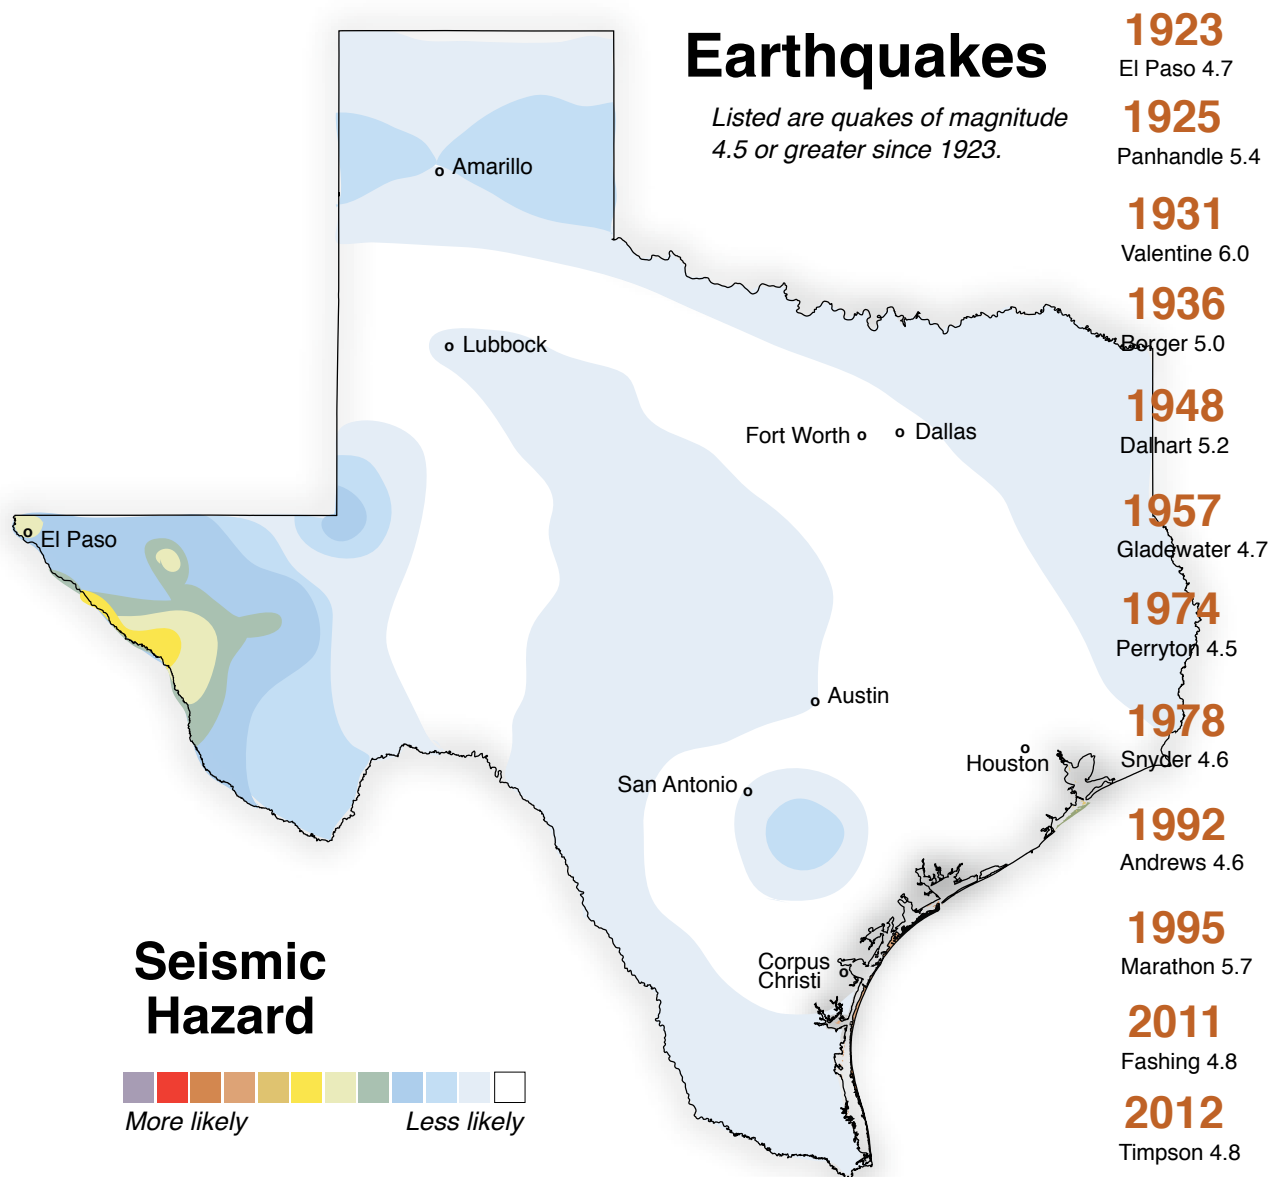 Earthquakes
Listed are quakes of magnitude
4.5 or greater since 1923.
1923
El Paso 4.7
1925
Panhandle 5.4
1931
Valentine 6.0
1936
Borger 5.0
1948
Dalhart 5.2
1957
Gladewater 4.7
1974
Perryton 4.5
1978
Snyder 4.6
1992
Andrews 4.6
1995
Marathon 5.7
2011
Fashing 4.8
2012
Timpson 4.8
Amarillo
Lubbock
Fort Worth
Dallas
El Paso
Austin
Houston
San Antonio
Corpus
Christi
Seismic
Hazard
More likely
Less likely